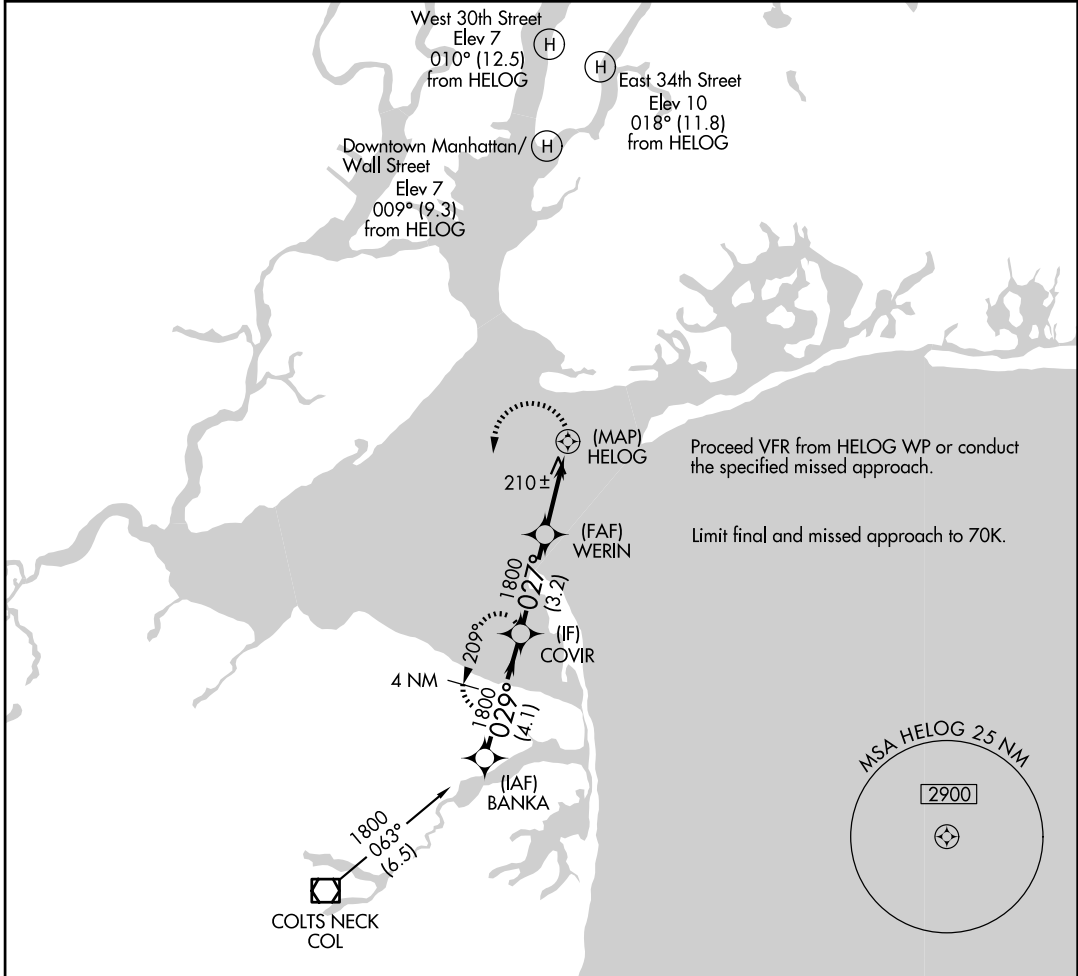 West 30th Street
Elev 7
010° (12.5)
from HELOG
H
H
East 34th Street
Elev 10
018° (11.8)
from HELOG
Downtown Manhattan/
Wall Street
H
Elev 7
009° (9.3)
from HELOG
(MAP)
HELOG
Proceed VFR from HELOG WP or conduct
the specified missed approach.
210±
(FAF)
WERIN
Limit final and missed approach to 70K.
1800
027°
(3.2)
(IF)
COVIR
209°
4 NM
1800
029°
(4.1)
(IAF)
BANKA
MSA HELOG 25 NM
2900
1800
063°
(6.5)
COLTS NECK
COL